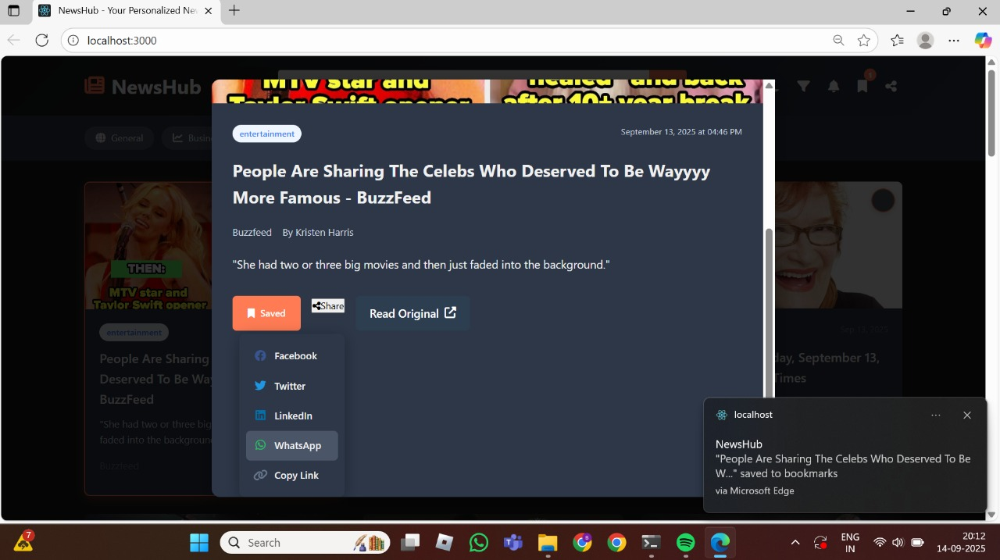 NewsHub - Your Personalized Nev
localhost:3000
NewsHub
1
General
Busine
MTV star and
Taylor Swift opener
healed" and back
after 10+ year break
entertainment
September 13, 2025 at 04:46 PM
People Are Sharing The Celebs Who Deserved To Be Wayyyy
More Famous - BuzzFeed
Buzzfeed By Kristen Harris
"She had two or three big movies and then just faded into the background."
Saved
Share
Read Original
Facebook
Twitter
LinkedIn
WhatsApp
Copy Link
THEN:
MTV star and
Taylor Swift opener
entertainment
People Are Sharing
Deserved To Be Way
BuzzFeed
"She had two or three big
faded into the background
Buzzfeed
Sep 13, 2025
day, September 13,
Times
localhost
NewsHub
"People Are Sharing The Celebs Who Deserved To Be
W..." saved to bookmarks
via Microsoft Edge
7
Search
ENG
IN
20:12
14-09-2025